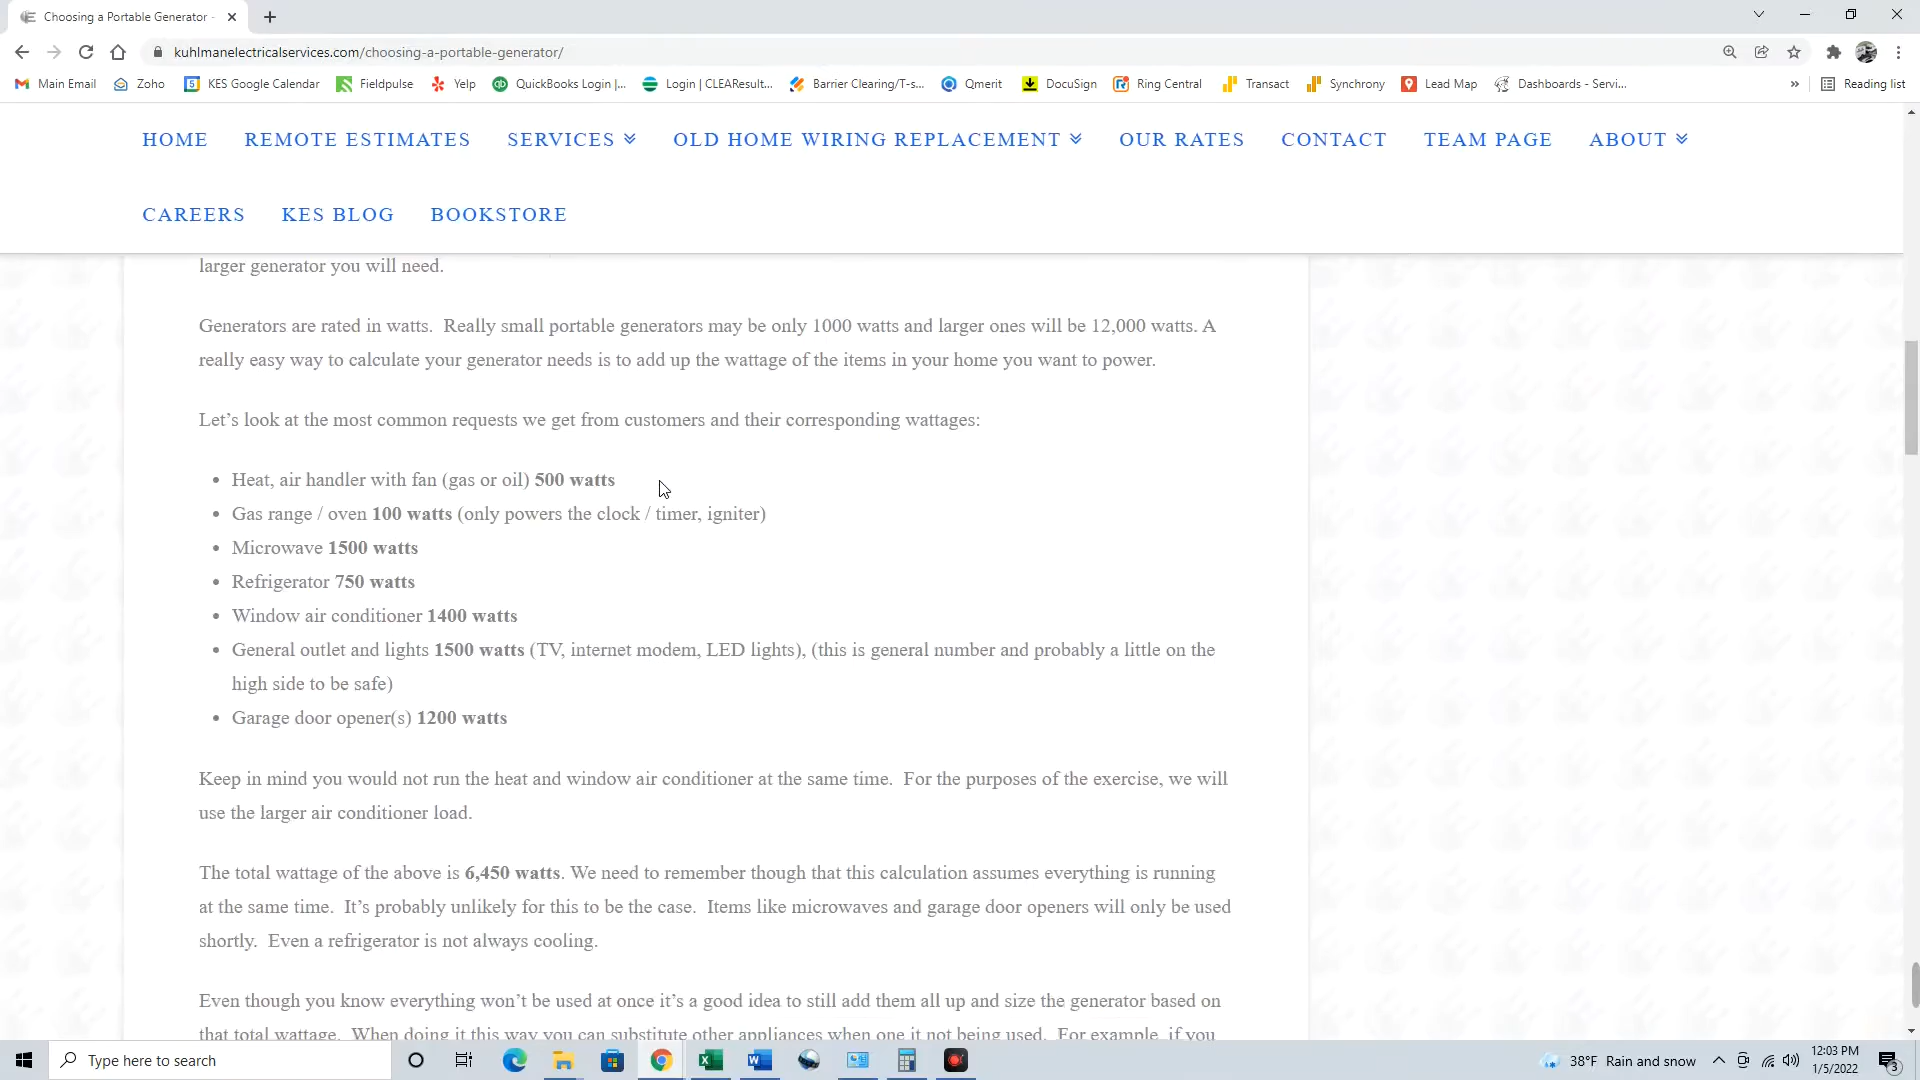 Choosing a Portable Generator -
kuhlmanelectricalservices.com/choosing-a-portable-generator/
Main Email Zoho KES Google Calendar Fieldpulse Yelp QuickBooks Login |... Login | CLEAResult... Barrier Clearing/T-s... Qmerit DocuSign Ring Central Transact Synchrony Lead Map Dashboards - Servi... » Reading list
HOME REMOTE ESTIMATES SERVICES OLD HOME WIRING REPLACEMENT OUR RATES CONTACT TEAM PAGE ABOUT
CAREERS KES BLOG BOOKSTORE
larger generator you will need.
Generators are rated in watts.  Really small portable generators may be only 1000 watts and larger ones will be 12,000 watts. A
really easy way to calculate your generator needs is to add up the wattage of the items in your home you want to power.
Let’s look at the most common requests we get from customers and their corresponding wattages:
• Heat, air handler with fan (gas or oil) 500 watts
• Gas range / oven 100 watts (only powers the clock / timer, igniter)
• Microwave 1500 watts
• Refrigerator 750 watts
• Window air conditioner 1400 watts
• General outlet and lights 1500 watts (TV, internet modem, LED lights), (this is general number and probably a little on the
high side to be safe)
• Garage door opener(s) 1200 watts
Keep in mind you would not run the heat and window air conditioner at the same time.  For the purposes of the exercise, we will
use the larger air conditioner load.
The total wattage of the above is 6,450 watts. We need to remember though that this calculation assumes everything is running
at the same time.  It’s probably unlikely for this to be the case.  Items like microwaves and garage door openers will only be used
shortly.  Even a refrigerator is not always cooling.
Even though you know everything won’t be used at once it’s a good idea to still add them all up and size the generator based on
that total wattage.  When doing it this way you can substitute other appliances when one it not being used.  For example, if you
Type here to search
38°F Rain and snow
12:03 PM
1/5/2022
3